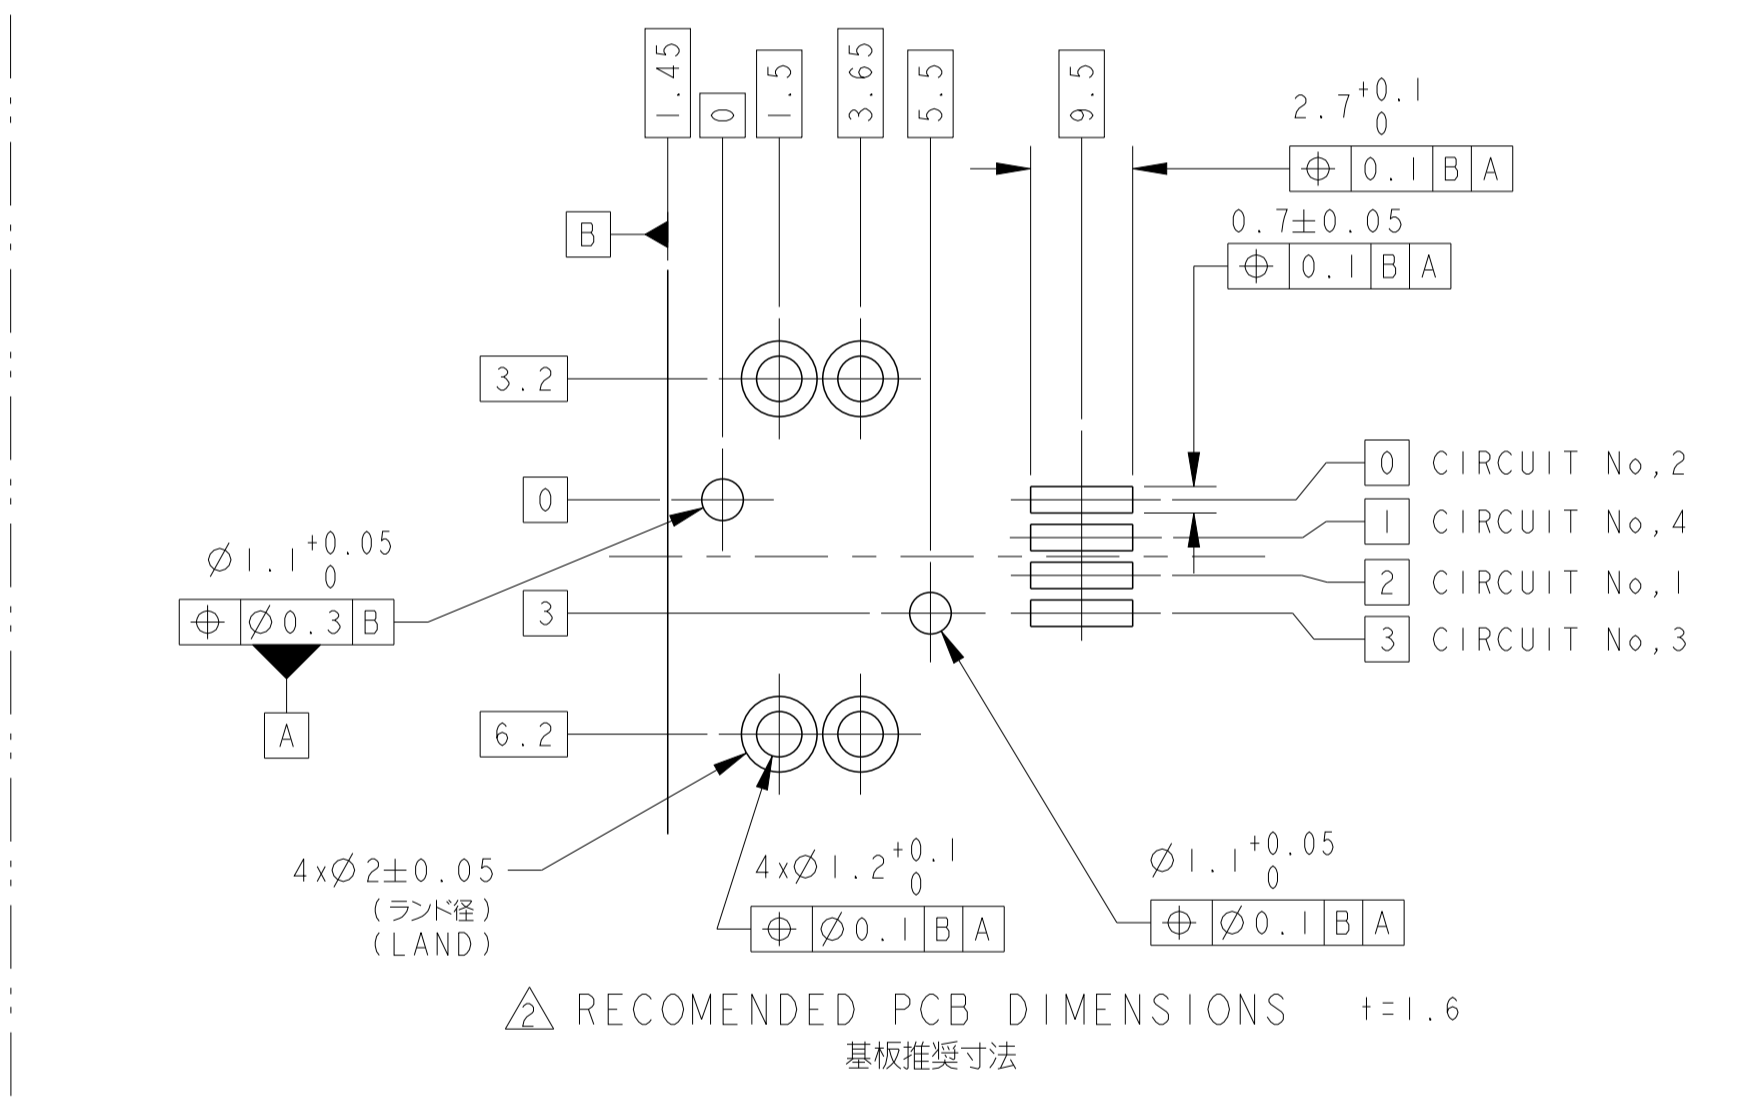 1.45
0
1.5
3.65
5.5
9.5
2.7 +0.1 0
⌖ 0.1 B A
B
0.7±0.05
⌖ 0.1 B A
3.2
0
0 CIRCUIT No,2
1 CIRCUIT No,4
2 CIRCUIT No,1
3 CIRCUIT No,3
Ø1.1 +0.05 0
⌖ Ø0.3 B
A
3
6.2
4xØ2±0.05
(ランド径)
(LAND)
4xØ1.2 +0.1 0
⌖ Ø0.1 B A
Ø1.1 +0.05 0
⌖ Ø0.1 B A
2 RECOMENDED PCB DIMENSIONS t=1.6
基板推奨寸法